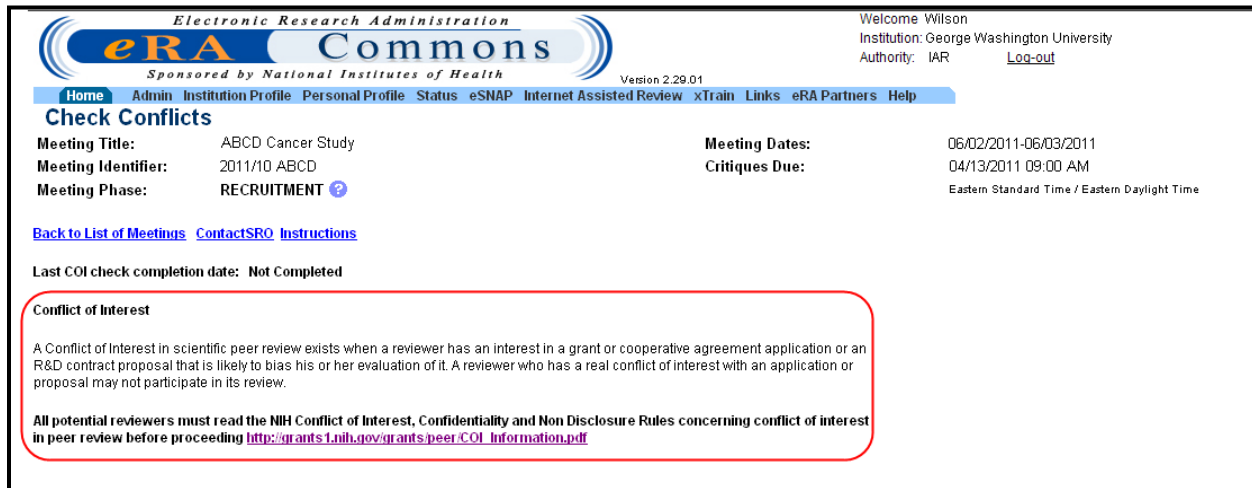 Electronic Research Administration
eRA Commons
Sponsored by National Institutes of Health
Version 2.29.01
Welcome Wilson
Institution: George Washington University
Authority: IAR Log-out
Home Admin Institution Profile Personal Profile Status eSNAP Internet Assisted Review xTrain Links eRA Partners Help
Check Conflicts
Meeting Title: ABCD Cancer Study Meeting Dates: 06/02/2011-06/03/2011
Meeting Identifier: 2011/10 ABCD Critiques Due: 04/13/2011 09:00 AM
Meeting Phase: RECRUITMENT ? Eastern Standard Time / Eastern Daylight Time
Back to List of Meetings ContactSRO Instructions
Last COI check completion date: Not Completed
Conflict of Interest
A Conflict of Interest in scientific peer review exists when a reviewer has an interest in a grant or cooperative agreement application or an
R&D contract proposal that is likely to bias his or her evaluation of it. A reviewer who has a real conflict of interest with an application or
proposal may not participate in its review.
All potential reviewers must read the NIH Conflict of Interest, Confidentiality and Non Disclosure Rules concerning conflict of interest
in peer review before proceeding http://grants1.nih.gov/grants/peer/COI_Information.pdf